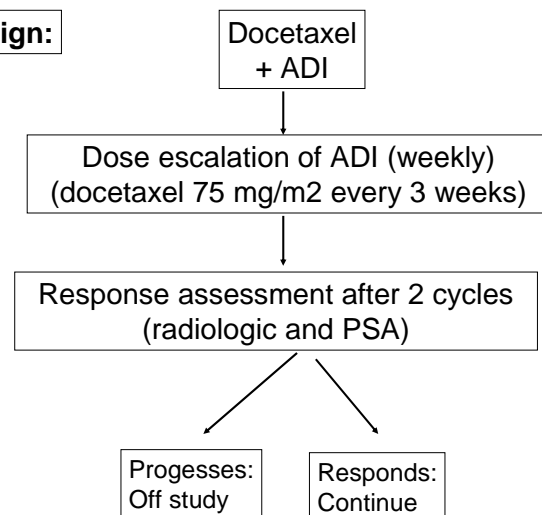 ign:
Docetaxel
+ ADI
Dose escalation of ADI (weekly)
(docetaxel 75 mg/m2 every 3 weeks)
Response assessment after 2 cycles
(radiologic and PSA)
Progesses:
Off study
Responds:
Continue